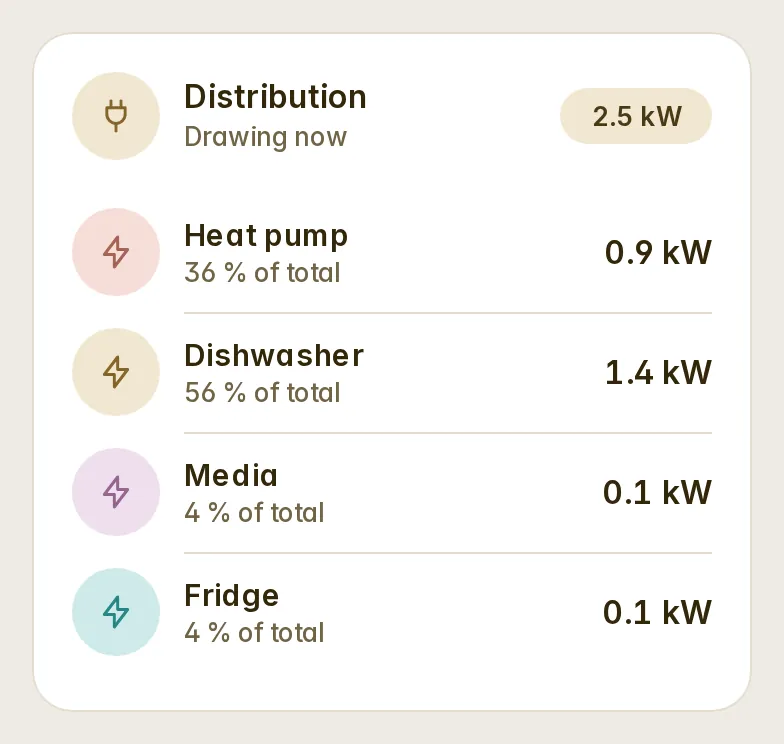 Distribution
Drawing now
2.5 kW
Heat pump
36 % of total
0.9 kW
Dishwasher
56 % of total
1.4 kW
Media
4 % of total
0.1 kW
Fridge
4 % of total
0.1 kW